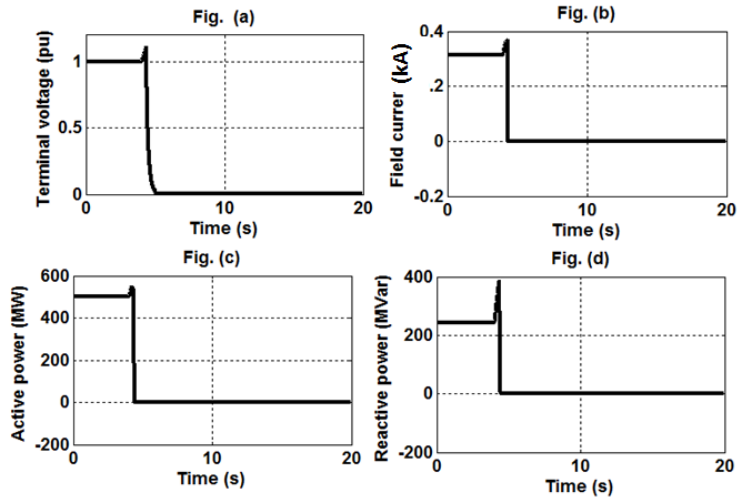 Fig. (a)
Terminal voltage (pu)
1
0.5
0
0
10
20
Time (s)
Fig. (b)
Field currer (kA)
0.4
.2
0
-0.2
0
10
20
Time (s)
Fig. (c)
Active power (MW)
600
400
200
0
-200
0
10
20
Time (s)
Fig. (d)
Reactive power (MVar)
400
200
0
-200
0
10
20
Time (s)